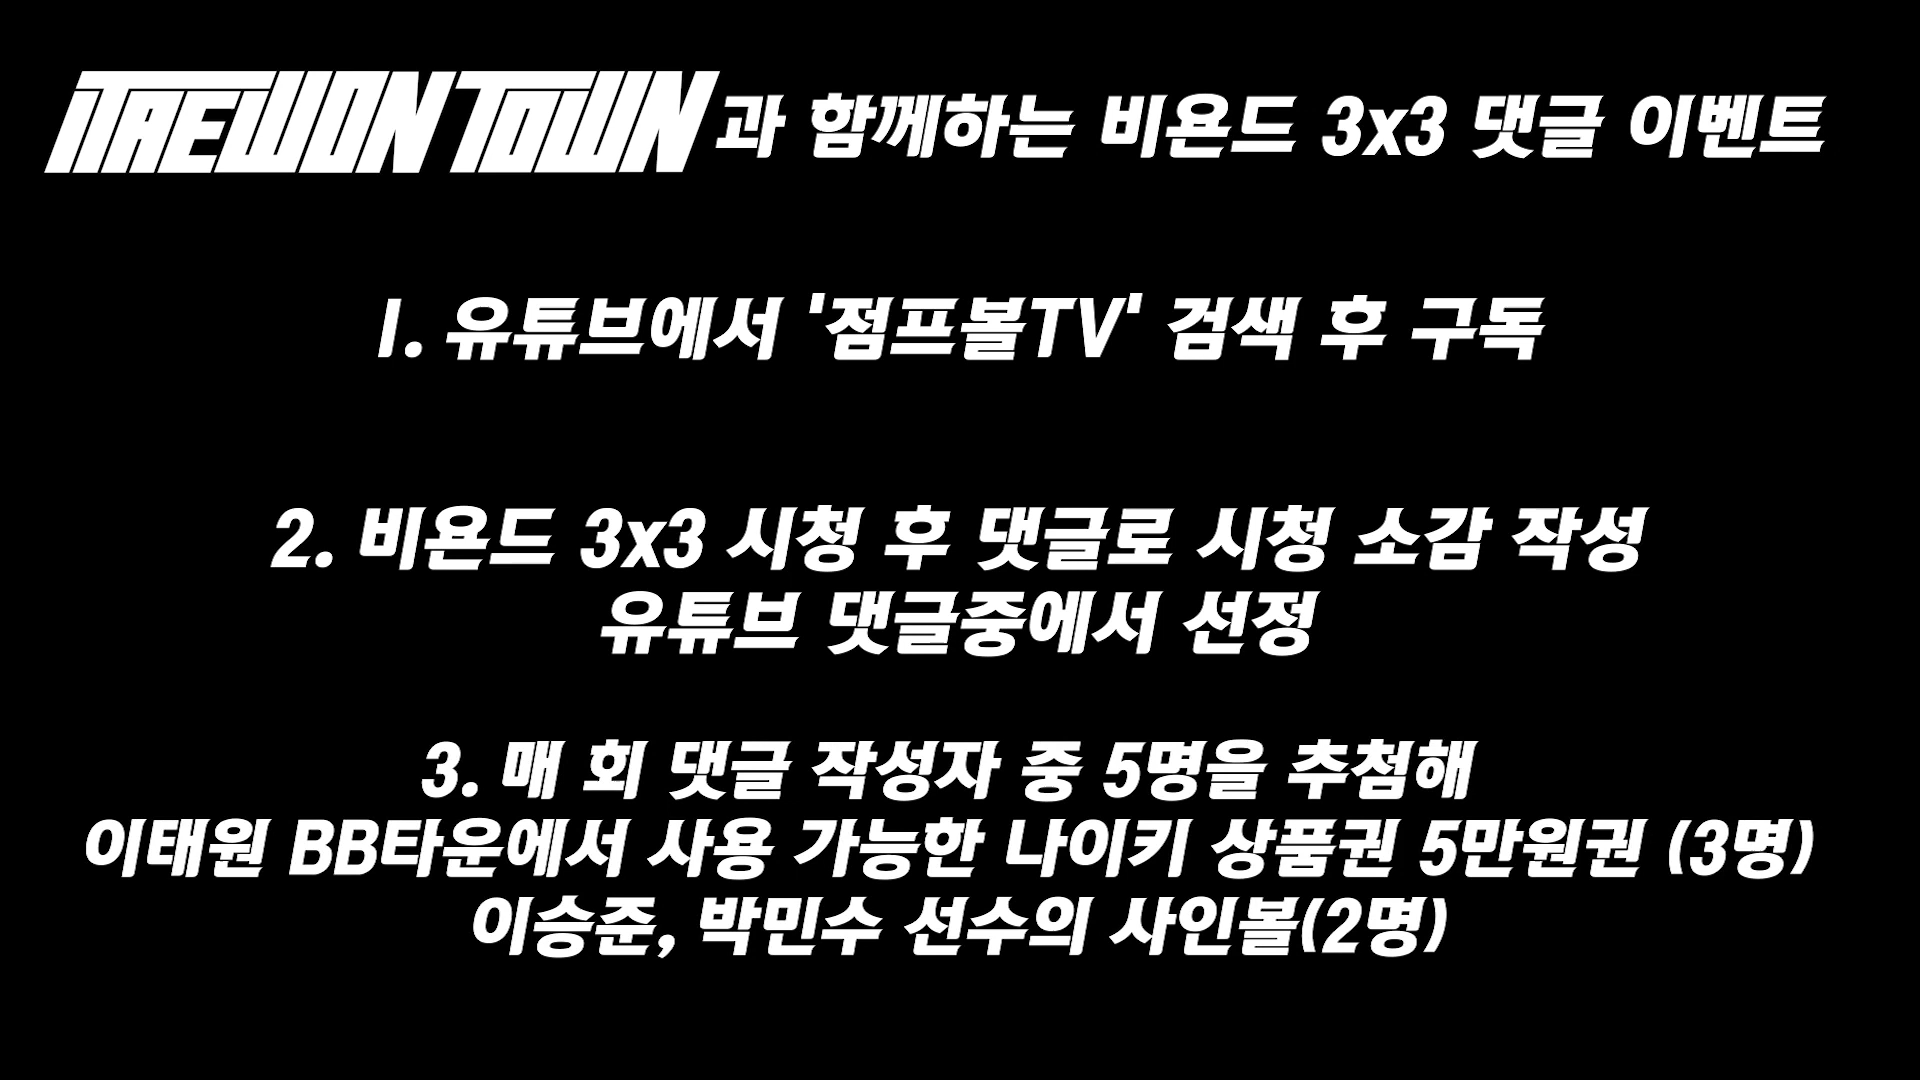 ITAEWON TOWN과 함께하는 비욘드 3x3 댓글 이벤트
1. 유튜브에서 '점프볼TV' 검색 후 구독
2. 비욘드 3x3 시청 후 댓글로 시청 소감 작성
유튜브 댓글중에서 선정
3. 매 회 댓글 작성자 중 5명을 추첨해
이태원 BB타운에서 사용 가능한 나이키 상품권 5만원권 (3명)
이승준, 박민수 선수의 사인볼(2명)